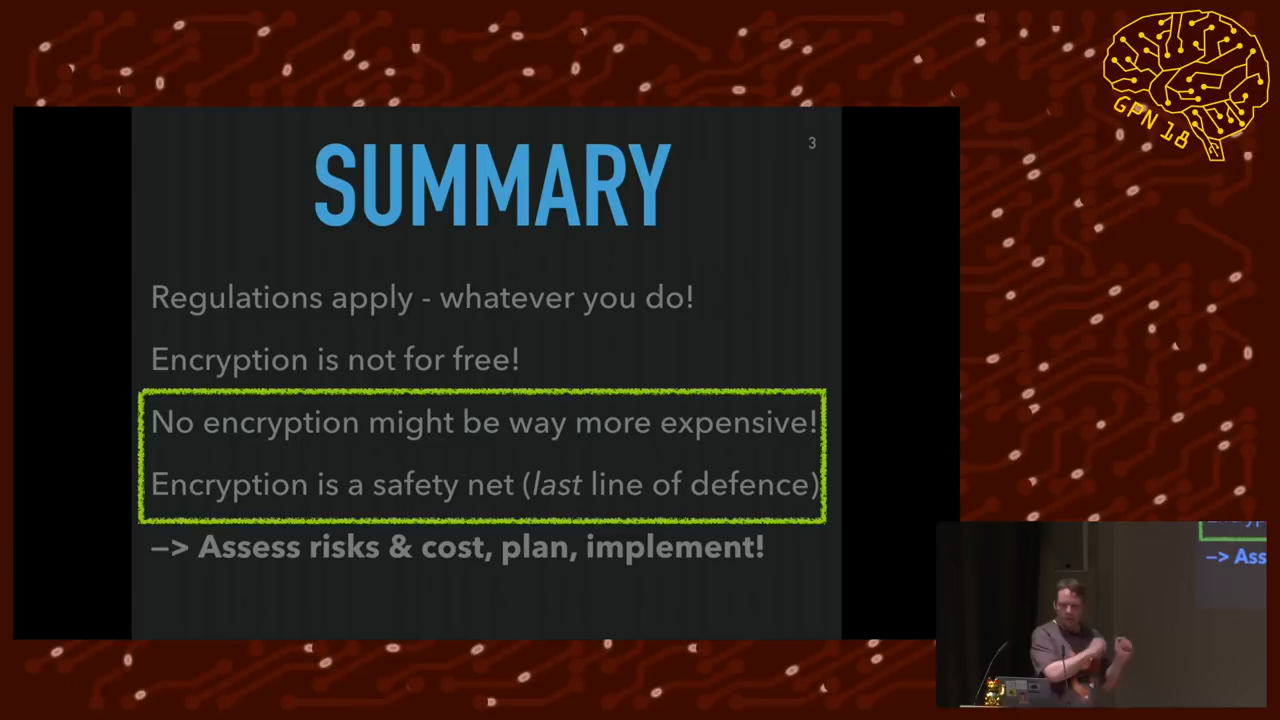 GPN 18
3
SUMMARY
Regulations apply - whatever you do!
Encryption is not for free!
No encryption might be way more expensive!
Encryption is a safety net (last line of defence)
—> Assess risks & cost, plan, implement!
—> Ass